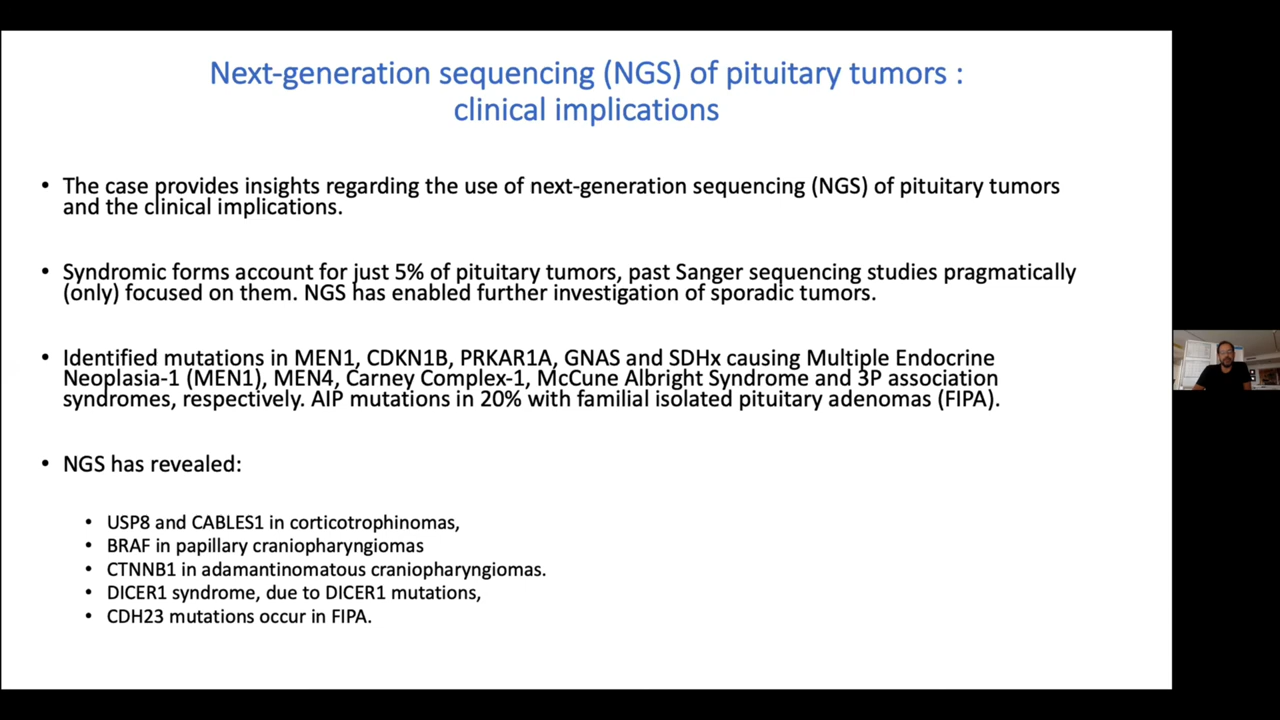 Next-generation sequencing (NGS) of pituitary tumors :
clinical implications
• The case provides insights regarding the use of next-generation sequencing (NGS) of pituitary tumors
and the clinical implications.
• Syndromic forms account for just 5% of pituitary tumors, past Sanger sequencing studies pragmatically
(only) focused on them. NGS has enabled further investigation of sporadic tumors.
• Identified mutations in MEN1, CDKN1B, PRKAR1A, GNAS and SDHx causing Multiple Endocrine
Neoplasia-1 (MEN1), MEN4, Carney Complex-1, McCune Albright Syndrome and 3P association
syndromes, respectively. AIP mutations in 20% with familial isolated pituitary adenomas (FIPA).
• NGS has revealed:
• USP8 and CABLES1 in corticotrophinomas,
• BRAF in papillary craniopharyngiomas
• CTNNB1 in adamantinomatous craniopharyngiomas.
• DICER1 syndrome, due to DICER1 mutations,
• CDH23 mutations occur in FIPA.